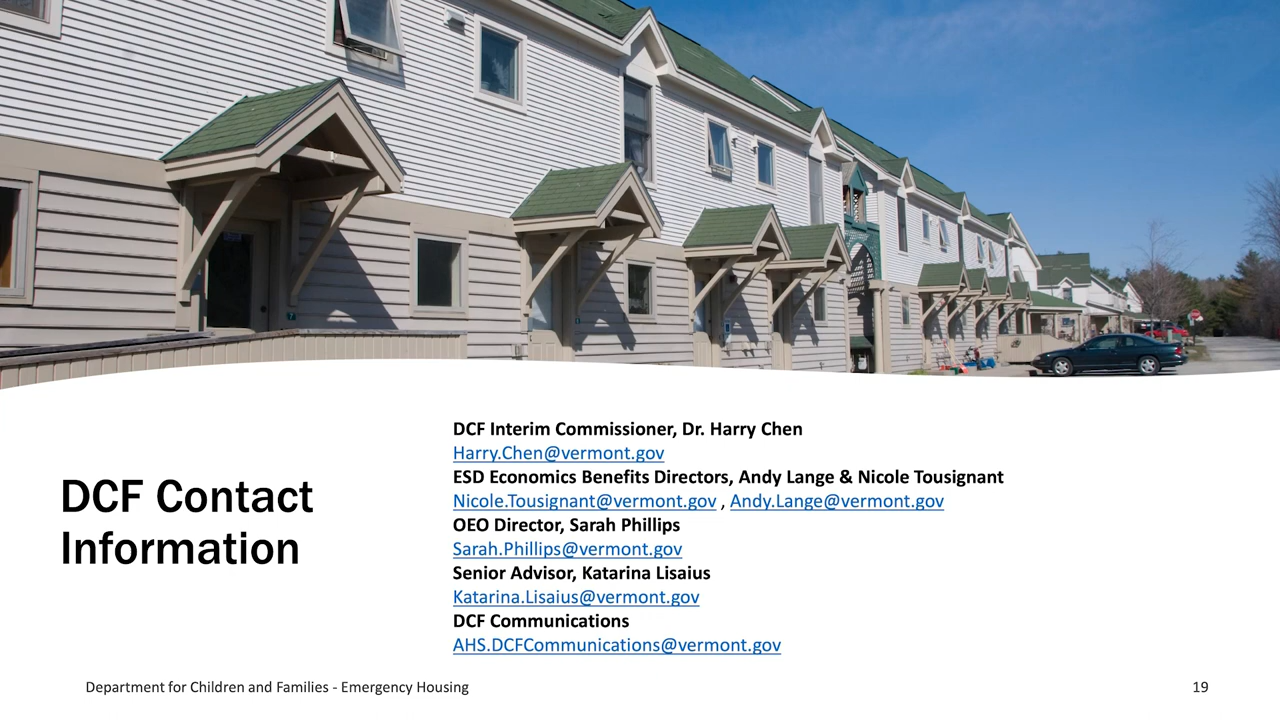 DCF Contact
Information
DCF Interim Commissioner, Dr. Harry Chen
Harry.Chen@vermont.gov
ESD Economics Benefits Directors, Andy Lange & Nicole Tousignant
Nicole.Tousignant@vermont.gov , Andy.Lange@vermont.gov
OEO Director, Sarah Phillips
Sarah.Phillips@vermont.gov
Senior Advisor, Katarina Lisaius
Katarina.Lisaius@vermont.gov
DCF Communications
AHS.DCFCommunications@vermont.gov
Department for Children and Families - Emergency Housing
19